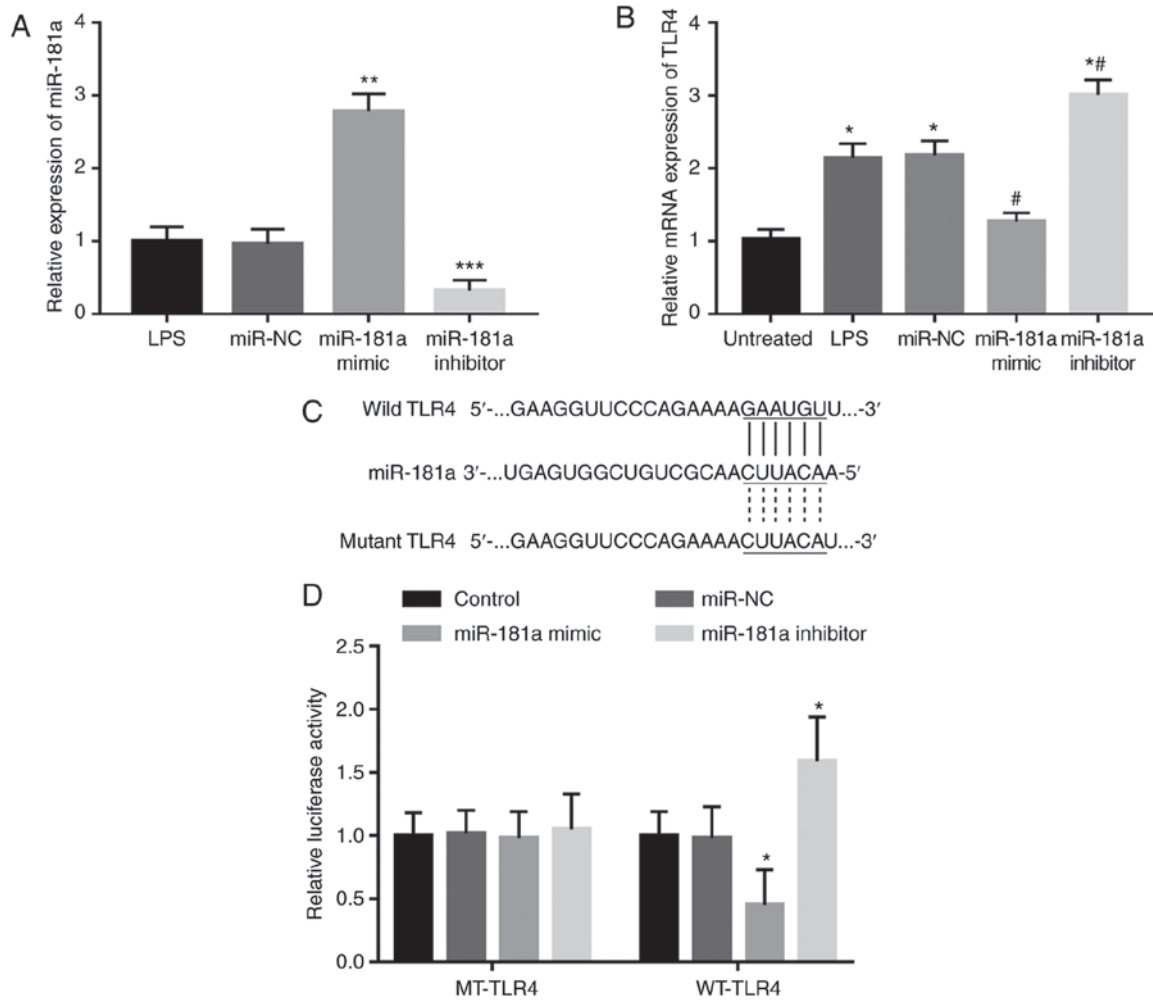 A
Relative expression of miR-181a
4
3
2
1
0
**
***
LPS
miR-NC
miR-181a
mimic
miR-181a
inhibitor
B
Relative mRNA expression of TLR4
4
3
2
1
0
*
*
#
*#
Untreated
LPS
miR-NC
miR-181a
mimic
miR-181a
inhibitor
C
Wild TLR4 5′-...GAAGGUUCCCAGAAAAGAAUGUU...-3′
miR-181a 3′-...UGAGUGGCUGUCGCAACUUACAA-5′
Mutant TLR4 5′-...GAAGGUUCCCAGAAAACUUACAU...-3′
D
Control
miR-NC
miR-181a mimic
miR-181a inhibitor
Relative luciferase activity
2.5
2.0
1.5
1.0
0.5
0.0
*
*
MT-TLR4
WT-TLR4